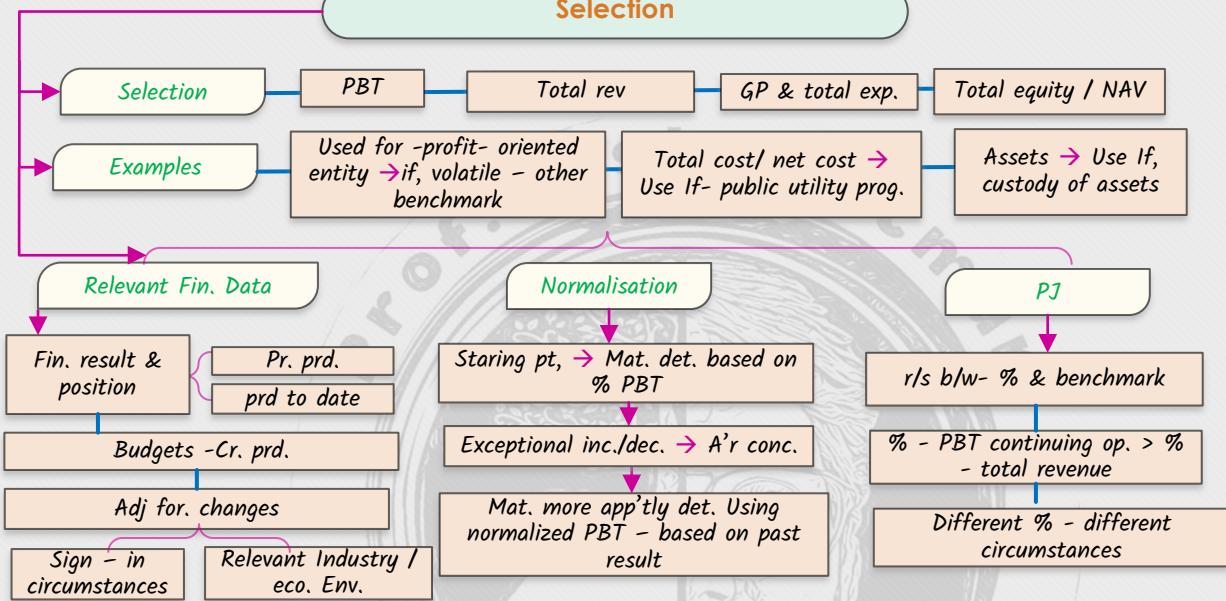 Selection
Selection
PBT
Total rev
GP & total exp.
Total equity / NAV
Examples
Used for -profit- oriented
entity → if, volatile – other
benchmark
Total cost/ net cost →
Use If- public utility prog.
Assets → Use If,
custody of assets
Relevant Fin. Data
Normalisation
PJ
Fin. result &
position
Pr. prd.
prd to date
Budgets -Cr. prd.
Adj for. changes
Sign – in
circumstances
Relevant Industry /
eco. Env.
Staring pt, → Mat. det. based on
% PBT
Exceptional inc./dec. → A'r conc.
Mat. more app'tly det. Using
normalized PBT – based on past
result
r/s b/w- % & benchmark
% - PBT continuing op. > %
- total revenue
Different % - different
circumstances